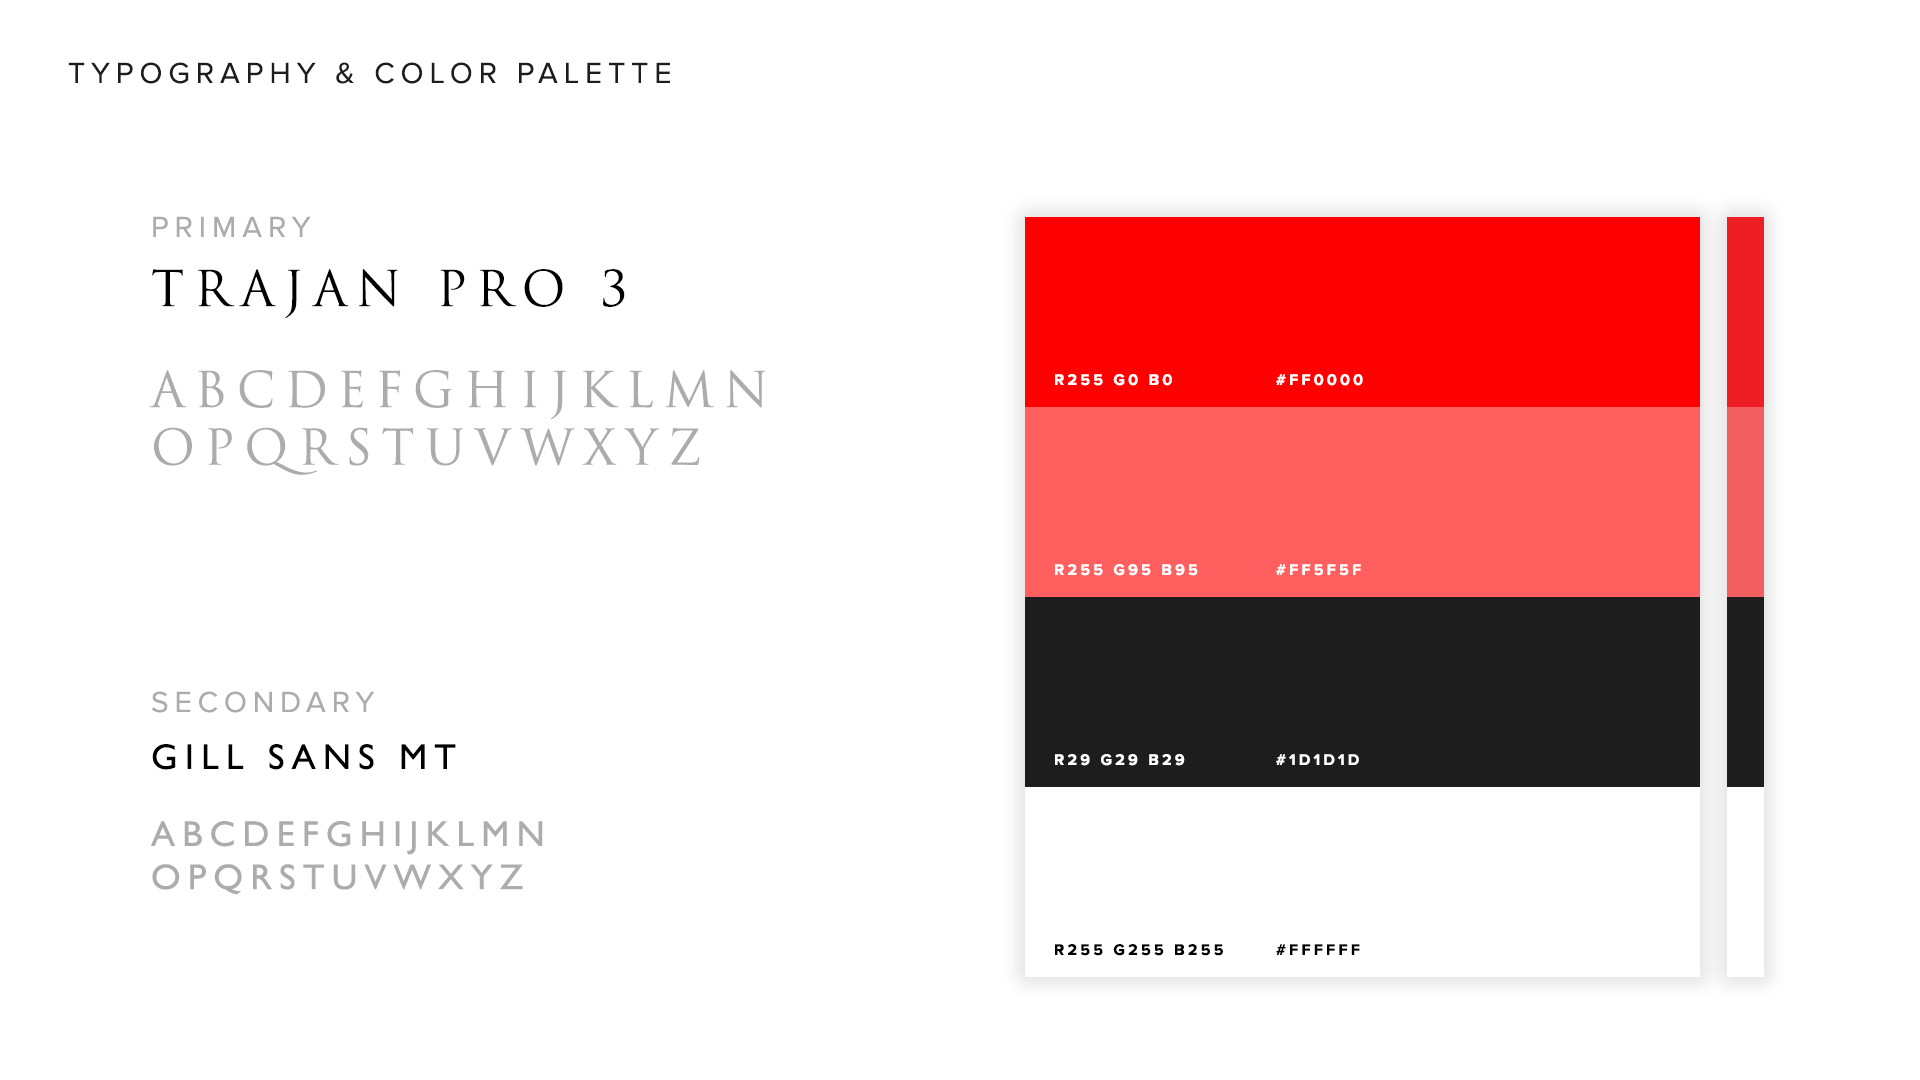 TYPOGRAPHY & COLOR PALETTE
PRIMARY
TRAJAN PRO 3
ABCDEFGHIJKLMN
OPQRSTUVWXYZ
SECONDARY
GILL SANS MT
ABCDEFGHIJKLMN
OPQRSTUVWXYZ
R255 G0 B0 #FF0000
R255 G95 B95 #FF5F5F
R29 G29 B29 #1D1D1D
R255 G255 B255 #FFFFFF